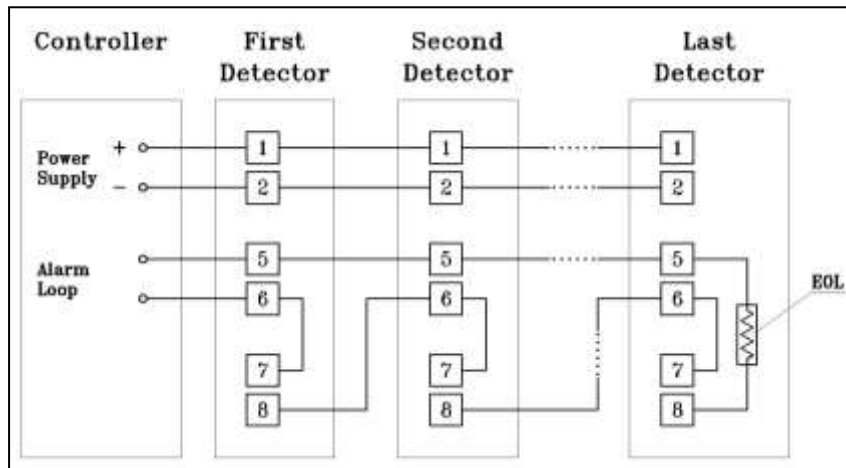 Controller
First
Detector
Second
Detector
Last
Detector
Power
Supply
+
−
1
1
1
2
2
2
Alarm
Loop
5
5
5
6
6
6
EOL
7
7
7
8
8
8